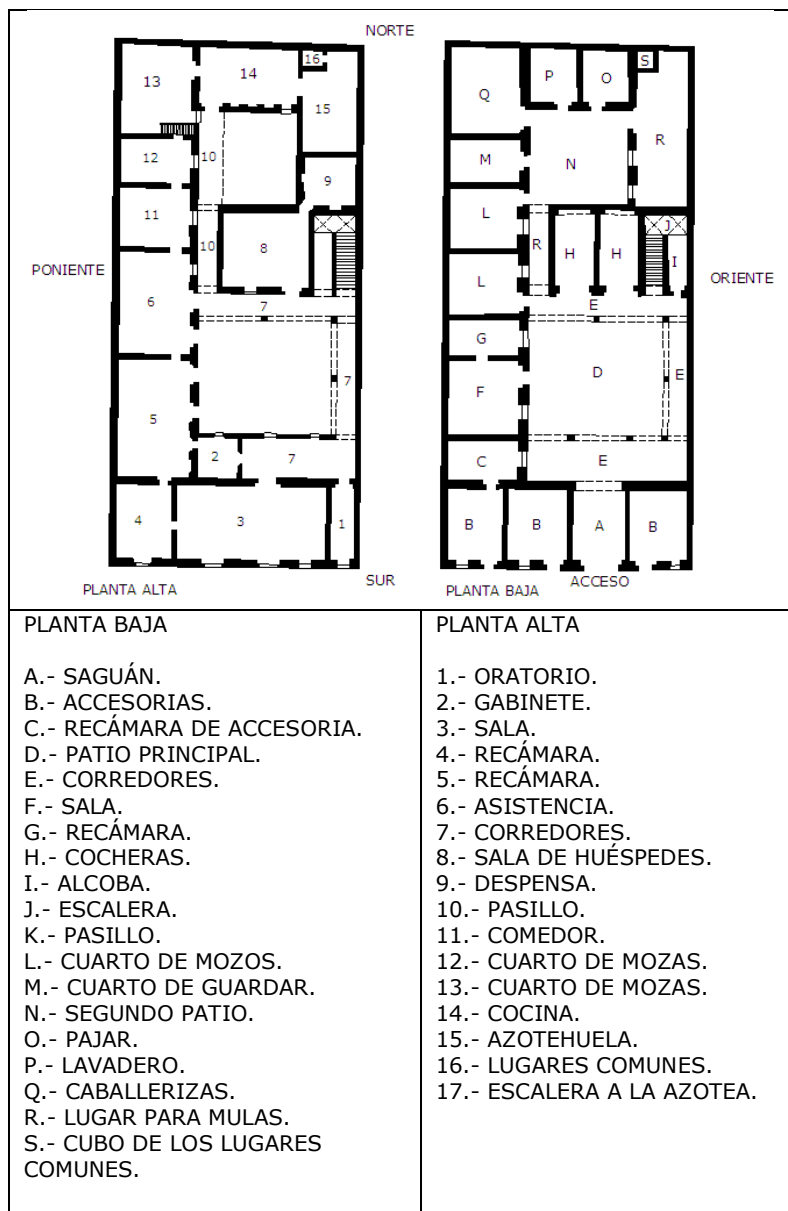 NORTE
16
13
14
15
12
10
9
11
10
8
PONIENTE
6
7
7
5
2
7
4
3
1
PLANTA ALTA
SUR
P
O
S
Q
R
M
N
L
J
R
H
H
I
L
E
ORIENTE
G
D
E
F
C
E
B
B
A
B
PLANTA BAJA
ACCESO
PLANTA BAJA
A.- SAGUÁN.
B.- ACCESORIAS.
C.- RECÁMARA DE ACCESORIA.
D.- PATIO PRINCIPAL.
E.- CORREDORES.
F.- SALA.
G.- RECÁMARA.
H.- COCHERAS.
I.- ALCOBA.
J.- ESCALERA.
K.- PASILLO.
L.- CUARTO DE MOZOS.
M.- CUARTO DE GUARDAR.
N.- SEGUNDO PATIO.
O.- PAJAR.
P.- LAVADERO.
Q.- CABALLERIZAS.
R.- LUGAR PARA MULAS.
S.- CUBO DE LOS LUGARES
COMUNES.
PLANTA ALTA
1.- ORATORIO.
2.- GABINETE.
3.- SALA.
4.- RECÁMARA.
5.- RECÁMARA.
6.- ASISTENCIA.
7.- CORREDORES.
8.- SALA DE HUÉSPEDES.
9.- DESPENSA.
10.- PASILLO.
11.- COMEDOR.
12.- CUARTO DE MOZAS.
13.- CUARTO DE MOZAS.
14.- COCINA.
15.- AZOTEHUELA.
16.- LUGARES COMUNES.
17.- ESCALERA A LA AZOTEA.